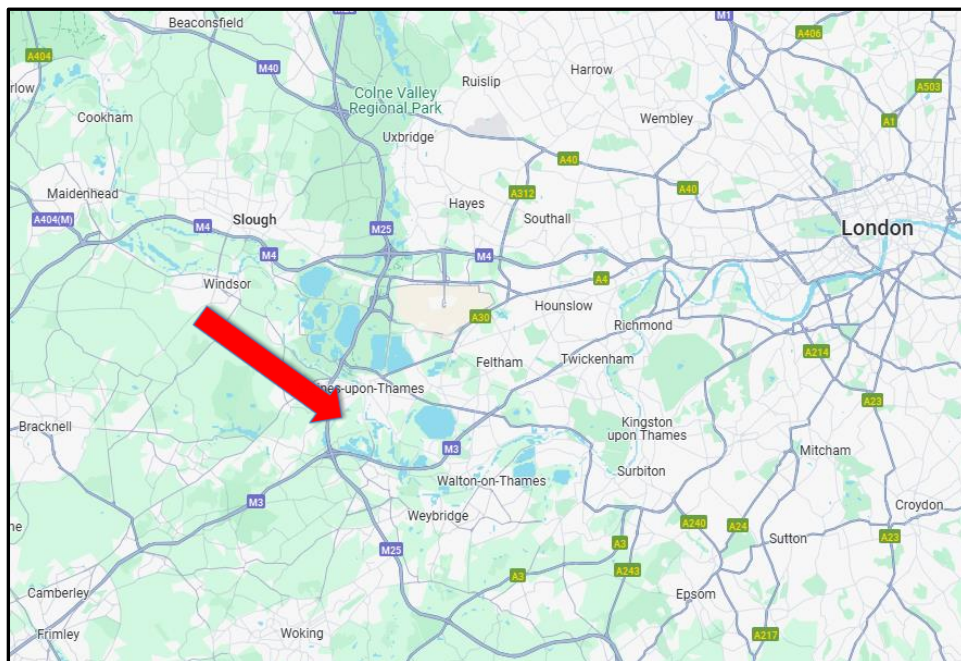 Beaconsfield
M1
A406
A404
M40
Harrow
Ruislip
A503
rlow
Colne Valley
Regional Park
Cookham
Wembley
A1
Uxbridge
A40
Maidenhead
A312
A40
Hayes
Slough
Southall
A404(M)
M4
M25
London
M4
M4
A4
Windsor
Hounslow
A30
Richmond
A214
Feltham
Twickenham
nes-upon-Thames
A23
Bracknell
Kingston
upon Thames
M3
Mitcham
Surbiton
Walton-on-Thames
M3
Croydon
Weybridge
ne
A240
A24
A23
Sutton
A3
M25
A243
A3
Camberley
Epsom
Frimley
Woking
A217